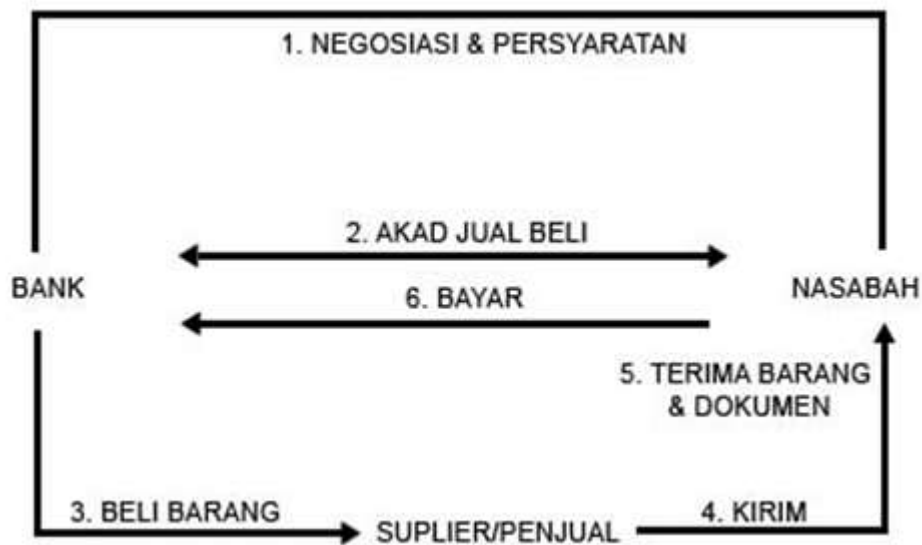 1. NEGOSIASI & PERSYARATAN
2. AKAD JUAL BELI
BANK
6. BAYAR
NASABAH
5. TERIMA BARANG
& DOKUMEN
3. BELI BARANG
SUPLIER/PENJUAL
4. KIRIM